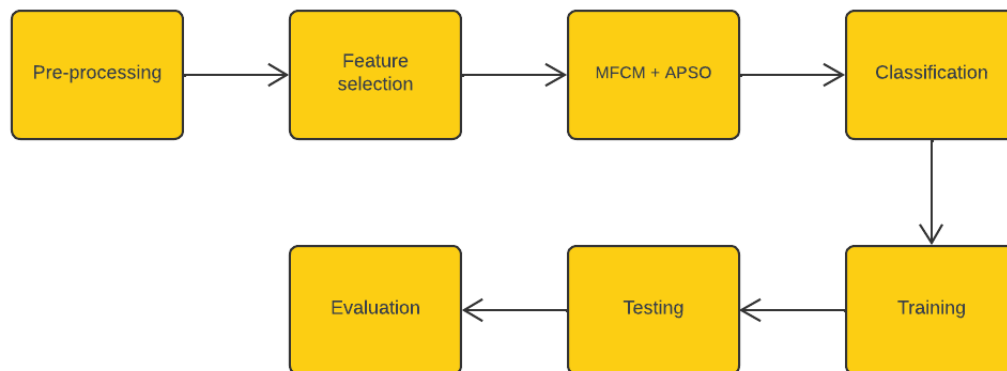 Pre-processing
Feature
selection
MFCM + APSO
Classification
Training
Testing
Evaluation